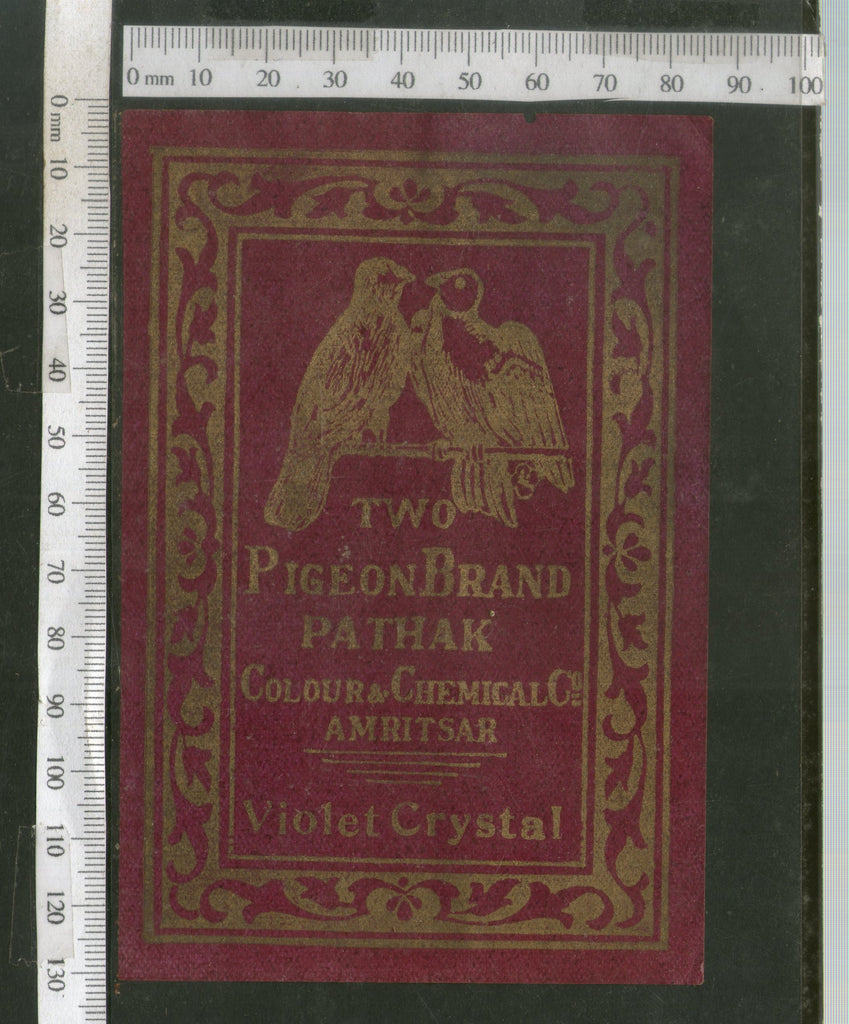 0 mm 10 20 30 40 50 60 70 80 90 100
0 mm 10 20 30 40 50 60 70 80 90 100 110 120 130
TWO
PIGEON BRAND
PATHAK
COLOUR & CHEMICAL Co
AMRITSAR
Violet Crystal